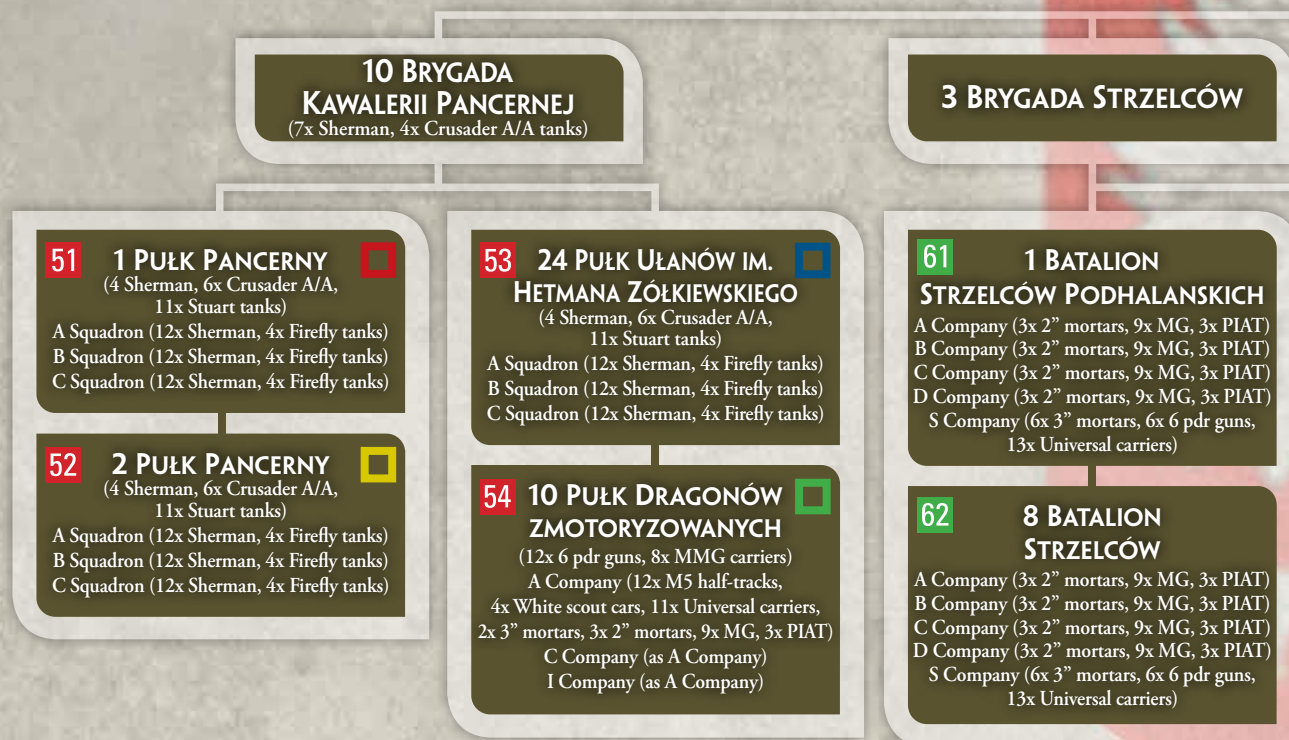 10 Brygada
Kawalerii Pancernej
(7x Sherman, 4x Crusader A/A tanks)
3 Brygada Strzelców
51 1 Pułk Pancerny
(4 Sherman, 6x Crusader A/A,
11x Stuart tanks)
A Squadron (12x Sherman, 4x Firefly tanks)
B Squadron (12x Sherman, 4x Firefly tanks)
C Squadron (12x Sherman, 4x Firefly tanks)
52 2 Pułk Pancerny
(4 Sherman, 6x Crusader A/A,
11x Stuart tanks)
A Squadron (12x Sherman, 4x Firefly tanks)
B Squadron (12x Sherman, 4x Firefly tanks)
C Squadron (12x Sherman, 4x Firefly tanks)
53 24 Pułk Ułanów im.
Hetmana Zółkiewskiego
(4 Sherman, 6x Crusader A/A,
11x Stuart tanks)
A Squadron (12x Sherman, 4x Firefly tanks)
B Squadron (12x Sherman, 4x Firefly tanks)
C Squadron (12x Sherman, 4x Firefly tanks)
54 10 Pułk Dragonów
zmotoryzowanych
(12x 6 pdr guns, 8x MMG carriers)
A Company (12x M5 half-tracks,
4x White scout cars, 11x Universal carriers,
2x 3” mortars, 3x 2” mortars, 9x MG, 3x PIAT)
C Company (as A Company)
I Company (as A Company)
61 1 Batalion
Strzelców Podhalanskich
A Company (3x 2” mortars, 9x MG, 3x PIAT)
B Company (3x 2” mortars, 9x MG, 3x PIAT)
C Company (3x 2” mortars, 9x MG, 3x PIAT)
D Company (3x 2” mortars, 9x MG, 3x PIAT)
S Company (6x 3” mortars, 6x 6 pdr guns,
13x Universal carriers)
62 8 Batalion
Strzelców
A Company (3x 2” mortars, 9x MG, 3x PIAT)
B Company (3x 2” mortars, 9x MG, 3x PIAT)
C Company (3x 2” mortars, 9x MG, 3x PIAT)
D Company (3x 2” mortars, 9x MG, 3x PIAT)
S Company (6x 3” mortars, 6x 6 pdr guns,
13x Universal carriers)